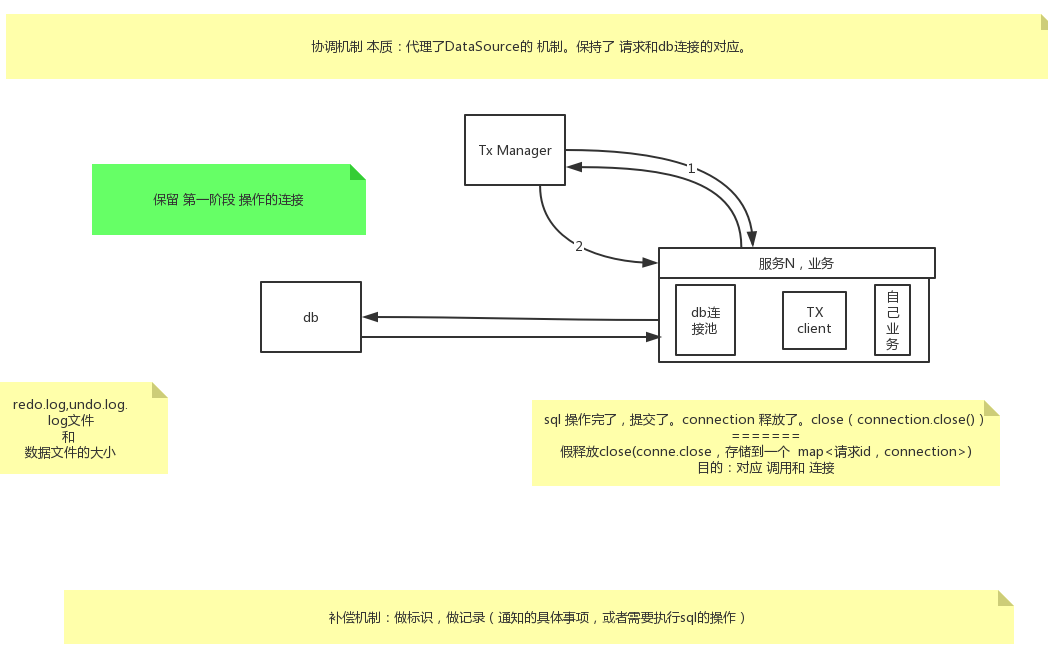 协调机制 本质：代理了DataSource的 机制。保持了 请求和db连接的对应。
Tx Manager
1
保留 第一阶段 操作的连接
2
服务N，业务
db
db连
接池
TX
client
自
己
业
务
redo.log,undo.log.
log文件
和
数据文件的大小
sql 操作完了，提交了。connection 释放了。close（connection.close()）
=======
假释放close(conne.close，存储到一个 map<请求id，connection>)
目的：对应 调用和 连接
补偿机制：做标识，做记录（通知的具体事项，或者需要执行sql的操作）